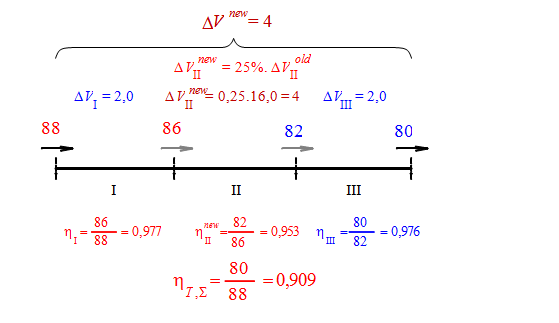 ΔV^new = 4
ΔV_II^new = 25%. ΔV_II^old
ΔV_I = 2,0 ΔV_II^new = 0,25.16,0 = 4 ΔV_III = 2,0
88 86 82 80
I II III
η_I = 86/88 = 0,977 η_II^new = 82/86 = 0,953 η_III = 80/82 = 0,976
η_T,Σ = 80/88 = 0,909